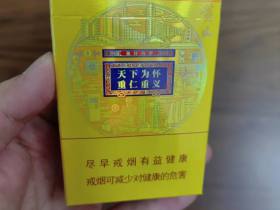 天下为怀
重仁重义
尽早戒烟有益健康
戒烟可减少对健康的危害